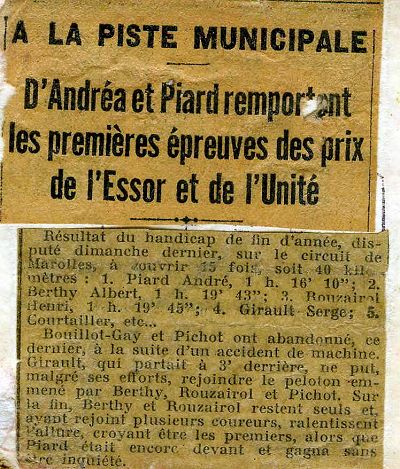 A LA PISTE MUNICIPALE
D'Andréa et Piard remportent
les premières épreuves des prix
de l'Essor et de l'Unité
Résultat du handicap de fin d'année, dis-
puté dimanche dernier, sur le circuit de
Marolles, à couvrir 15 fois, soit 40 kil
mètres : 1. Piard André, 1 h. 16' 10"; 2.
Berthy Albert, 1 h. 19' 43"; 3. Rouzairol
Henri, 1 h. 19' 45"; 4. Girault Serge; 5.
Courtailler, etc...
Bouillot-Gay et Pichot ont abandonné, ce
dernier, à la suite d'un accident de machine.
Girault, qui partait à 3' derrière, ne put,
malgré ses efforts, rejoindre le peloton em-
mené par Berthy, Rouzairol et Pichot. Sur
la fin, Berthy et Rouzairol restent seuls et,
ayant rejoint plusieurs coureurs, ralentissent
l'allure, croyant être les premiers, alors que
Piard était encore devant et gagna sans
être inquiété.